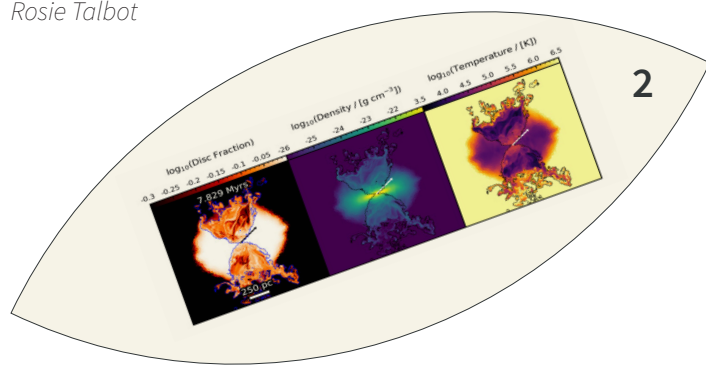 Rosie Talbot
2
log₁₀(Disc Fraction)
-0.3 -0.25 -0.2 -0.15 -0.1 -0.05
log₁₀(Density / [g cm⁻³])
-26 -25 -24 -23 -22
log₁₀(Temperature / [K])
3.5 4.0 4.5 5.0 5.5 6.0 6.5
7.829 Myrs
250 pc